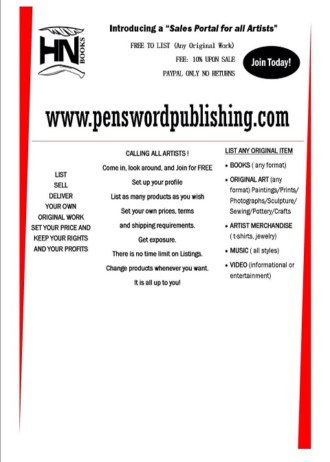 HN
BOOKS
Introducing a “Sales Portal for all Artists”
FREE TO LIST (Any Original Work)
FEE: 10% UPON SALE
PAYPAL ONLY NO RETURNS
Join Today!
www.penswordpublishing.com
LIST
SELL
DELIVER
YOUR OWN
ORIGINAL WORK
SET YOUR PRICE AND
KEEP YOUR RIGHTS
AND YOUR PROFITS
CALLING ALL ARTISTS !
Come in, look around, and Join for FREE
Set up your profile
List as many products as you wish
Set your own prices, terms
and shipping requirements.
Get exposure.
There is no time limit on Listings.
Change products whenever you want.
It is all up to you!
LIST ANY ORIGINAL ITEM
• BOOKS ( any format)
• ORIGINAL ART (any
format) Paintings/Prints/
Photographs/Sculpture/
Sewing/Pottery/Crafts
• ARTIST MERCHANDISE
( t-shirts, jewelry)
• MUSIC ( all styles)
• VIDEO (informational or
entertainment)